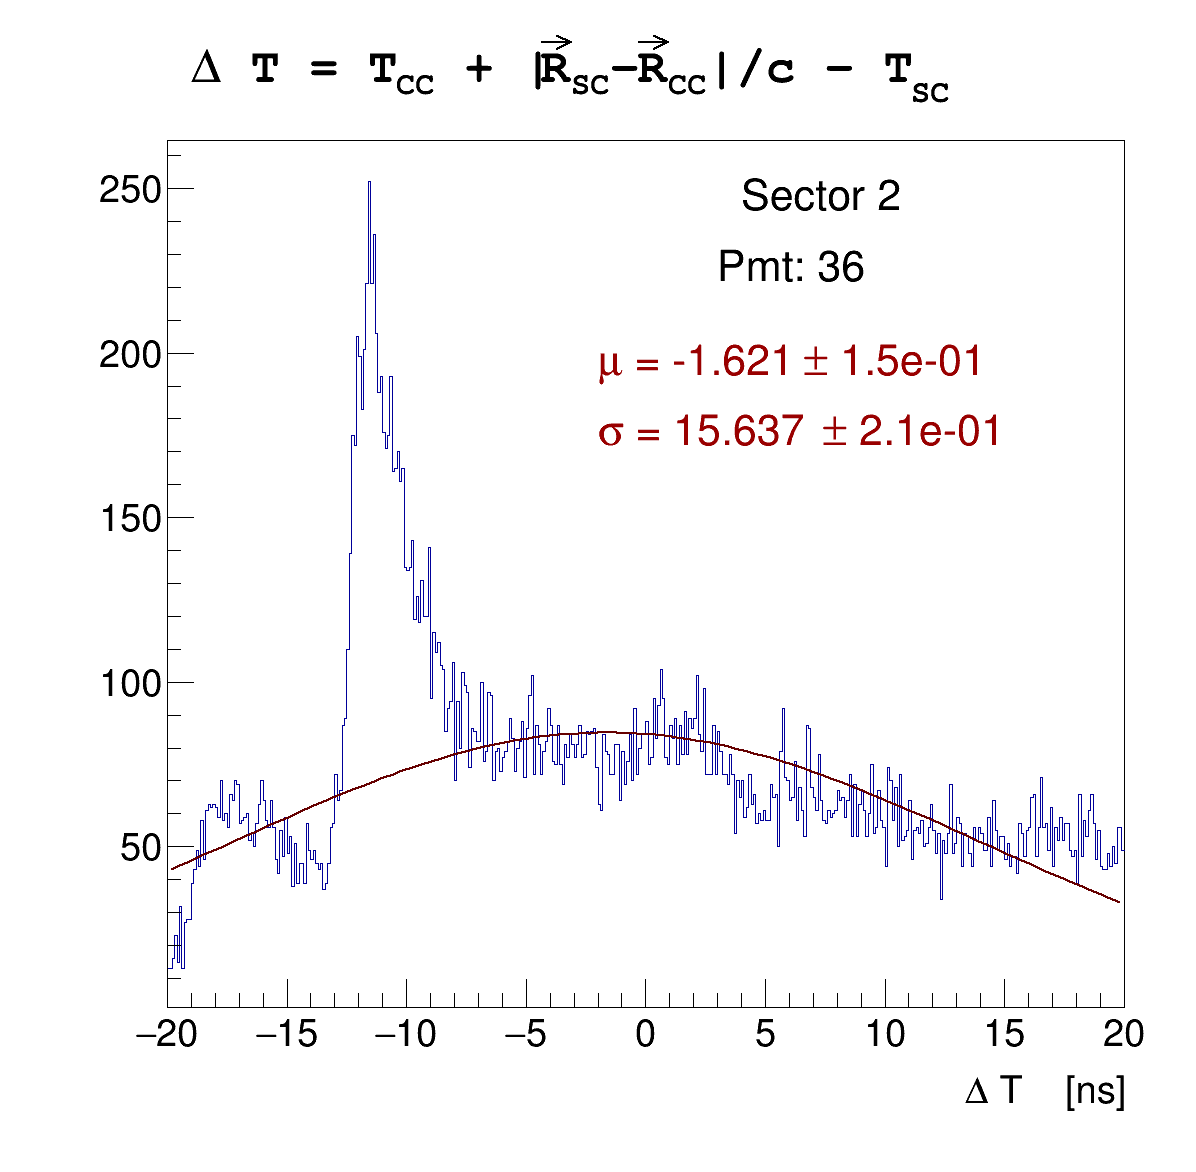 Δ T = T_CC + |R⃗_SC-R⃗_CC|/c - T_SC
250
Sector 2
Pmt: 36
200
μ = -1.621 ± 1.5e-01
σ = 15.637 ± 2.1e-01
150
100
50
−20 −15 −10 −5 0 5 10 15 20
Δ T [ns]